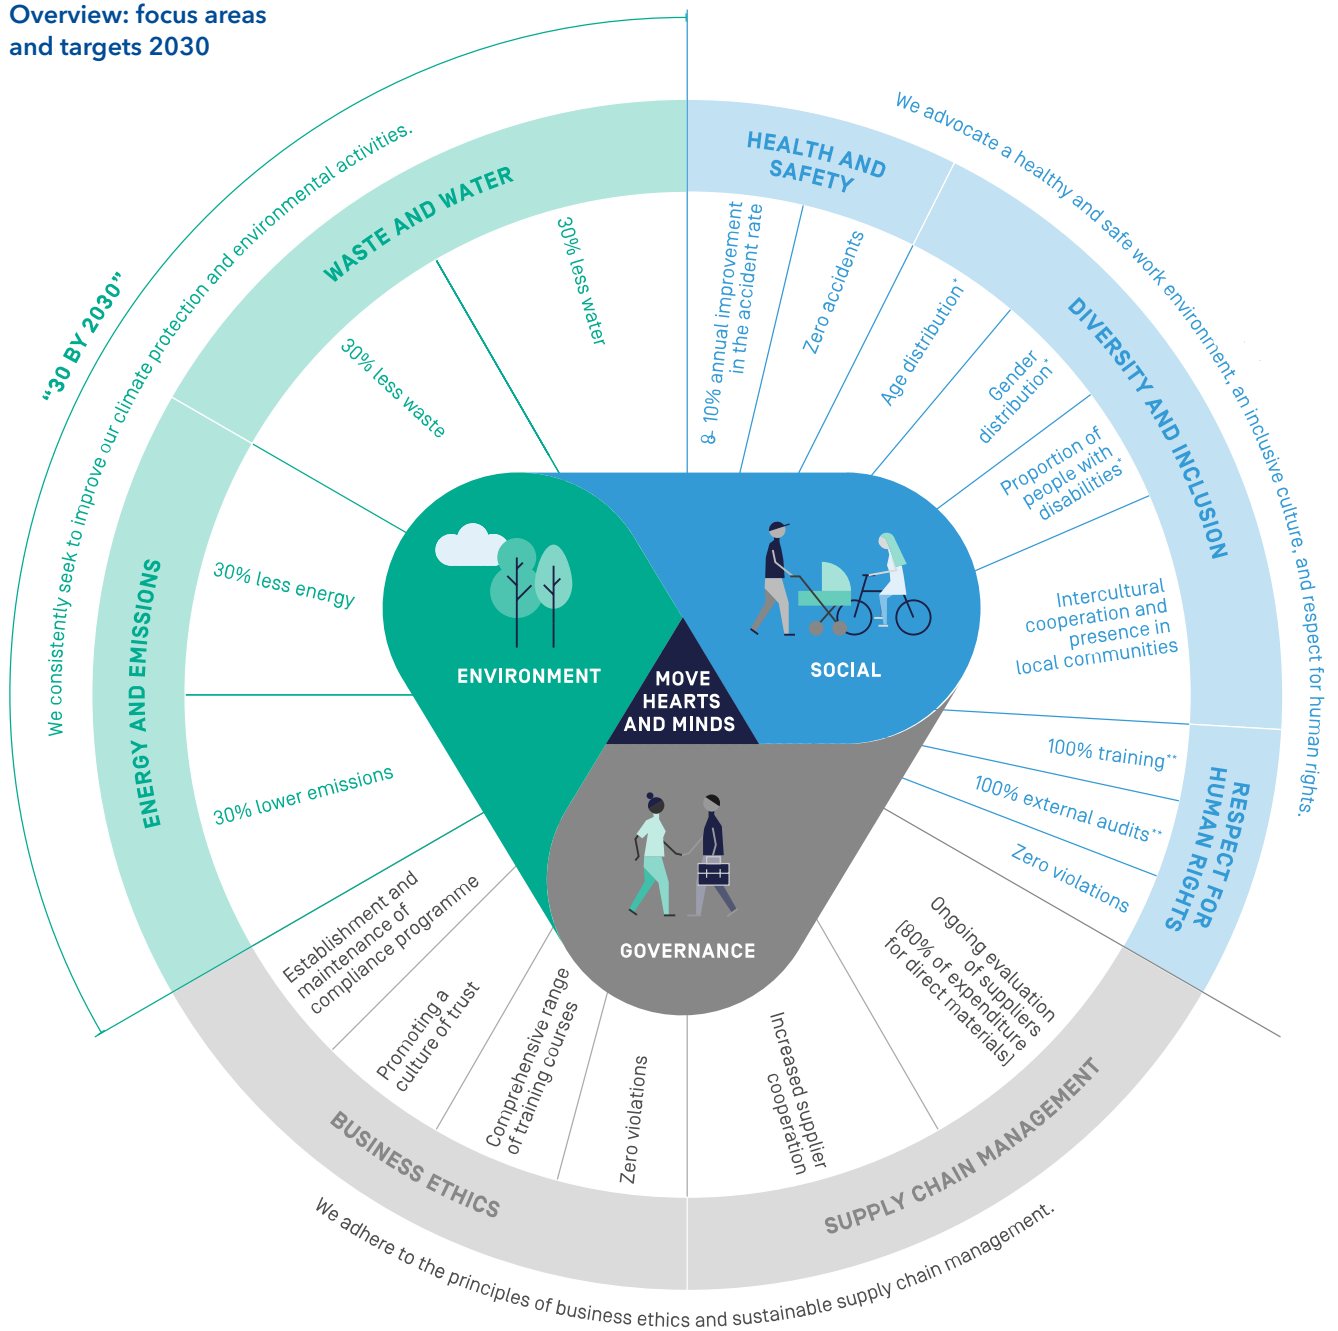 Overview: focus areas
and targets 2030
"30 BY 2030"
We consistently seek to improve our climate protection and environmental activities.
WASTE AND WATER
30% less water
30% less waste
ENERGY AND EMISSIONS
30% less energy
30% lower emissions
We advocate a healthy and safe work environment, an inclusive culture, and respect for human rights.
HEALTH AND
SAFETY
8– 10% annual improvement
in the accident rate
Zero accidents
DIVERSITY AND INCLUSION
Age distribution*
Gender
distribution*
Proportion of
people with
disabilities*
Intercultural
cooperation and
presence in
local communities
RESPECT FOR
HUMAN RIGHTS
100% training**
100% external audits**
Zero violations
ENVIRONMENT
SOCIAL
MOVE
HEARTS
AND MINDS
GOVERNANCE
Establishment and
maintenance of
compliance programme
Promoting a
culture of trust
Comprehensive range
of training courses
Zero violations
BUSINESS ETHICS
Increased supplier
cooperation
Ongoing evaluation
of suppliers
[80% of expenditure
for direct materials]
SUPPLY CHAIN MANAGEMENT
We adhere to the principles of business ethics and sustainable supply chain management.